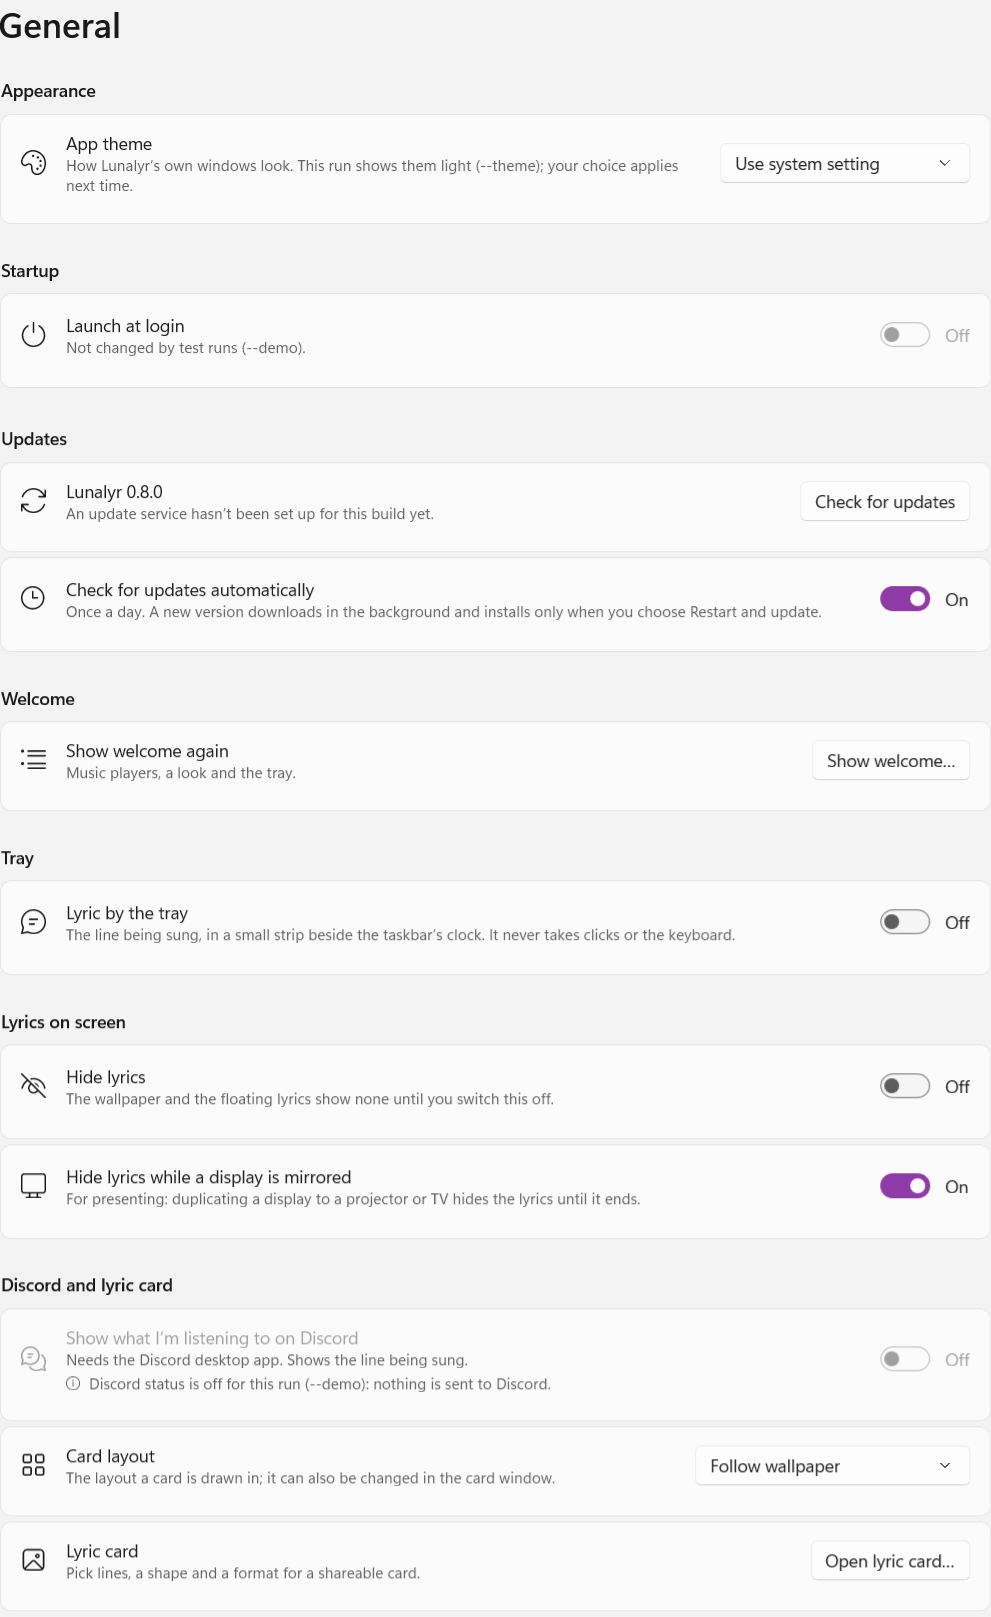 General
Appearance
App theme
How Lunalyr's own windows look. This run shows them light (--theme); your choice applies
next time.
Use system setting
Startup
Launch at login
Not changed by test runs (--demo).
Off
Updates
Lunalyr 0.8.0
An update service hasn't been set up for this build yet.
Check for updates
Check for updates automatically
Once a day. A new version downloads in the background and installs only when you choose Restart and update.
On
Welcome
Show welcome again
Music players, a look and the tray.
Show welcome...
Tray
Lyric by the tray
The line being sung, in a small strip beside the taskbar's clock. It never takes clicks or the keyboard.
Off
Lyrics on screen
Hide lyrics
The wallpaper and the floating lyrics show none until you switch this off.
Off
Hide lyrics while a display is mirrored
For presenting: duplicating a display to a projector or TV hides the lyrics until it ends.
On
Discord and lyric card
Show what I'm listening to on Discord
Needs the Discord desktop app. Shows the line being sung.
Discord status is off for this run (--demo): nothing is sent to Discord.
Off
Card layout
The layout a card is drawn in; it can also be changed in the card window.
Follow wallpaper
Lyric card
Pick lines, a shape and a format for a shareable card.
Open lyric card...